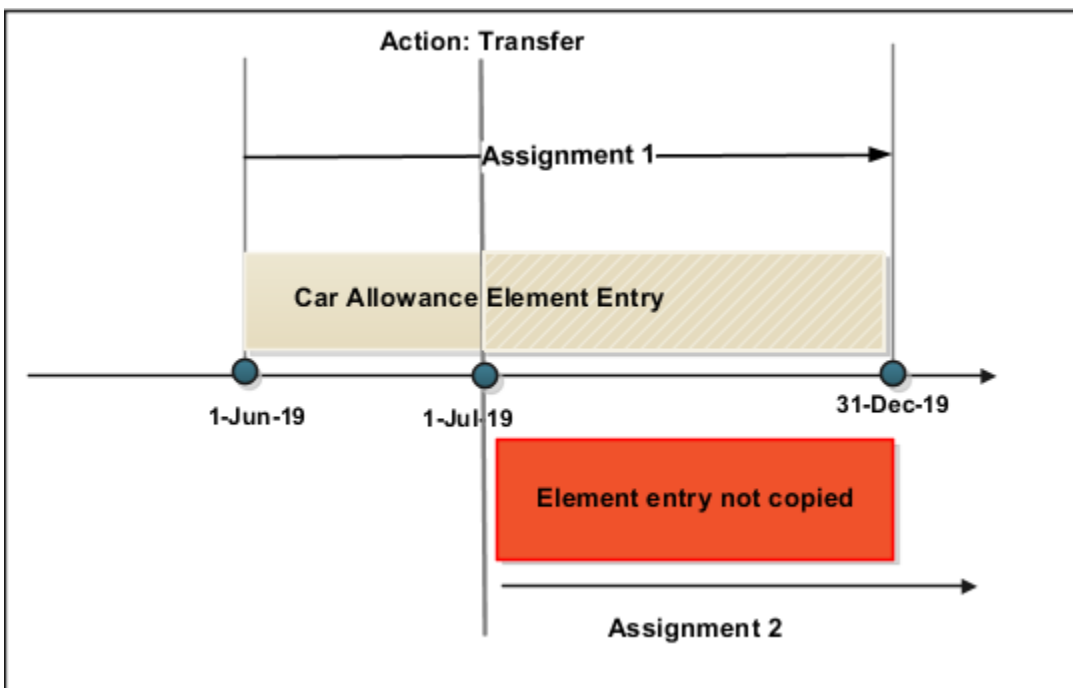 Action: Transfer
Assignment 1
Car Allowance Element Entry
1-Jun-19
1-Jul-19
31-Dec-19
Element entry not copied
Assignment 2